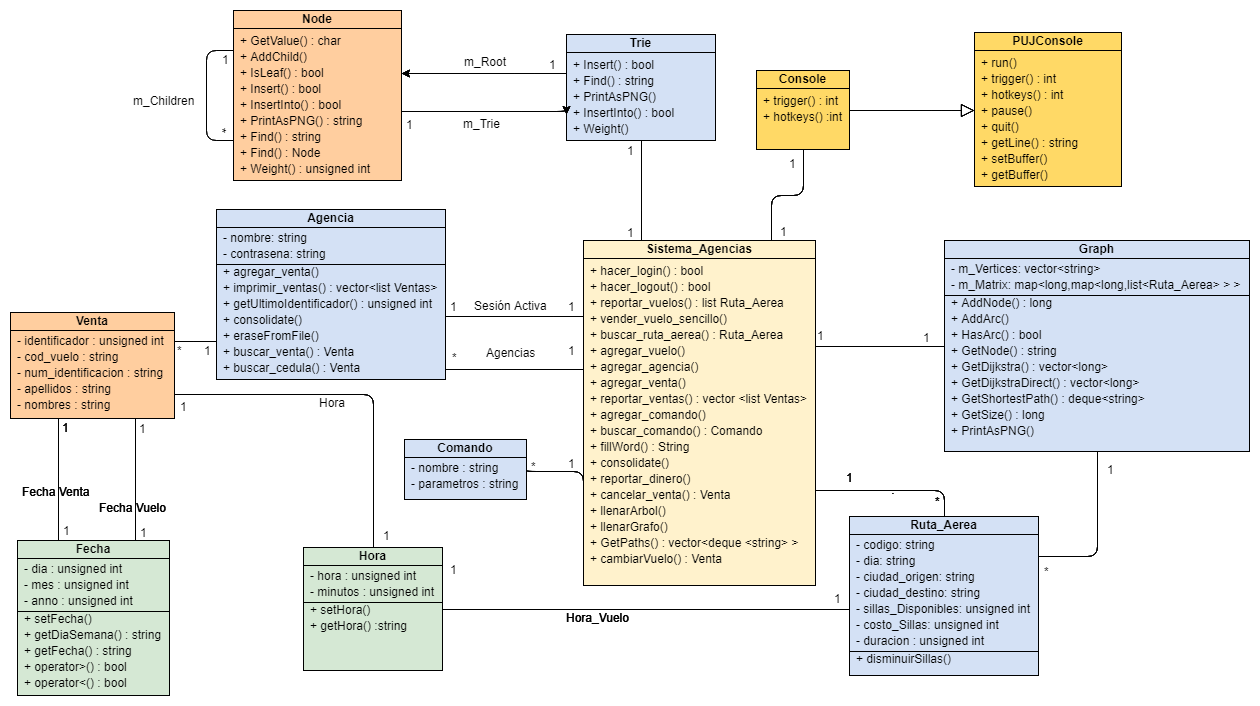 Node
+ GetValue() : char
+ AddChild()
+ IsLeaf() : bool
+ Insert() : bool
+ InsertInto() : bool
+ PrintAsPNG() : string
+ Find() : string
+ Find() : Node
+ Weight() : unsigned int
1
*
m_Children
m_Root
1
m_Trie
1
Trie
+ Insert() : bool
+ Find() : string
+ PrintAsPNG()
+ InsertInto() : bool
+ Weight()
1
1
Console
+ trigger() : int
+ hotkeys() :int
1
1
PUJConsole
+ run()
+ trigger() : int
+ hotkeys() : int
+ pause()
+ quit()
+ getLine() : string
+ setBuffer()
+ getBuffer()
Agencia
- nombre: string
- contrasena: string
+ agregar_venta()
+ imprimir_ventas() : vector<list Ventas>
+ getUltimoIdentificador() : unsigned int
+ consolidate()
+ eraseFromFile()
+ buscar_venta() : Venta
+ buscar_cedula() : Venta
1
Sesión Activa
1
*
Agencias
1
Sistema_Agencias
+ hacer_login() : bool
+ hacer_logout() : bool
+ reportar_vuelos() : list Ruta_Aerea
+ vender_vuelo_sencillo()
+ buscar_ruta_aerea() : Ruta_Aerea
+ agregar_vuelo()
+ agregar_agencia()
+ agregar_venta()
+ reportar_ventas() : vector <list Ventas>
+ agregar_comando()
+ buscar_comando() : Comando
+ fillWord() : String
+ consolidate()
+ reportar_dinero()
+ cancelar_venta() : Venta
+ llenarArbol()
+ llenarGrafo()
+ GetPaths() : vector<deque <string> >
+ cambiarVuelo() : Venta
1
1
Graph
- m_Vertices: vector<string>
- m_Matrix: map<long,map<long,list<Ruta_Aerea> > >
+ AddNode() : long
+ AddArc()
+ HasArc() : bool
+ GetNode() : string
+ GetDijkstra() : vector<long>
+ GetDijkstraDirect() : vector<long>
+ GetShortestPath() : deque<string>
+ GetSize() : long
+ PrintAsPNG()
1
*
Venta
- identificador : unsigned int
- cod_vuelo : string
- num_identificacion : string
- apellidos : string
- nombres : string
*
1
1
Hora
1
1
1
Fecha Venta
Fecha Vuelo
1
1
Comando
- nombre : string
- parametros : string
*
1
1
*
Fecha
- dia : unsigned int
- mes : unsigned int
- anno : unsigned int
+ setFecha()
+ getDiaSemana() : string
+ getFecha() : string
+ operator>() : bool
+ operator<() : bool
Hora
- hora : unsigned int
- minutos : unsigned int
+ setHora()
+ getHora() :string
1
1
Hora_Vuelo
Ruta_Aerea
- codigo: string
- dia: string
- ciudad_origen: string
- ciudad_destino: string
- sillas_Disponibles: unsigned int
- costo_Sillas: unsigned int
- duracion : unsigned int
+ disminuirSillas()